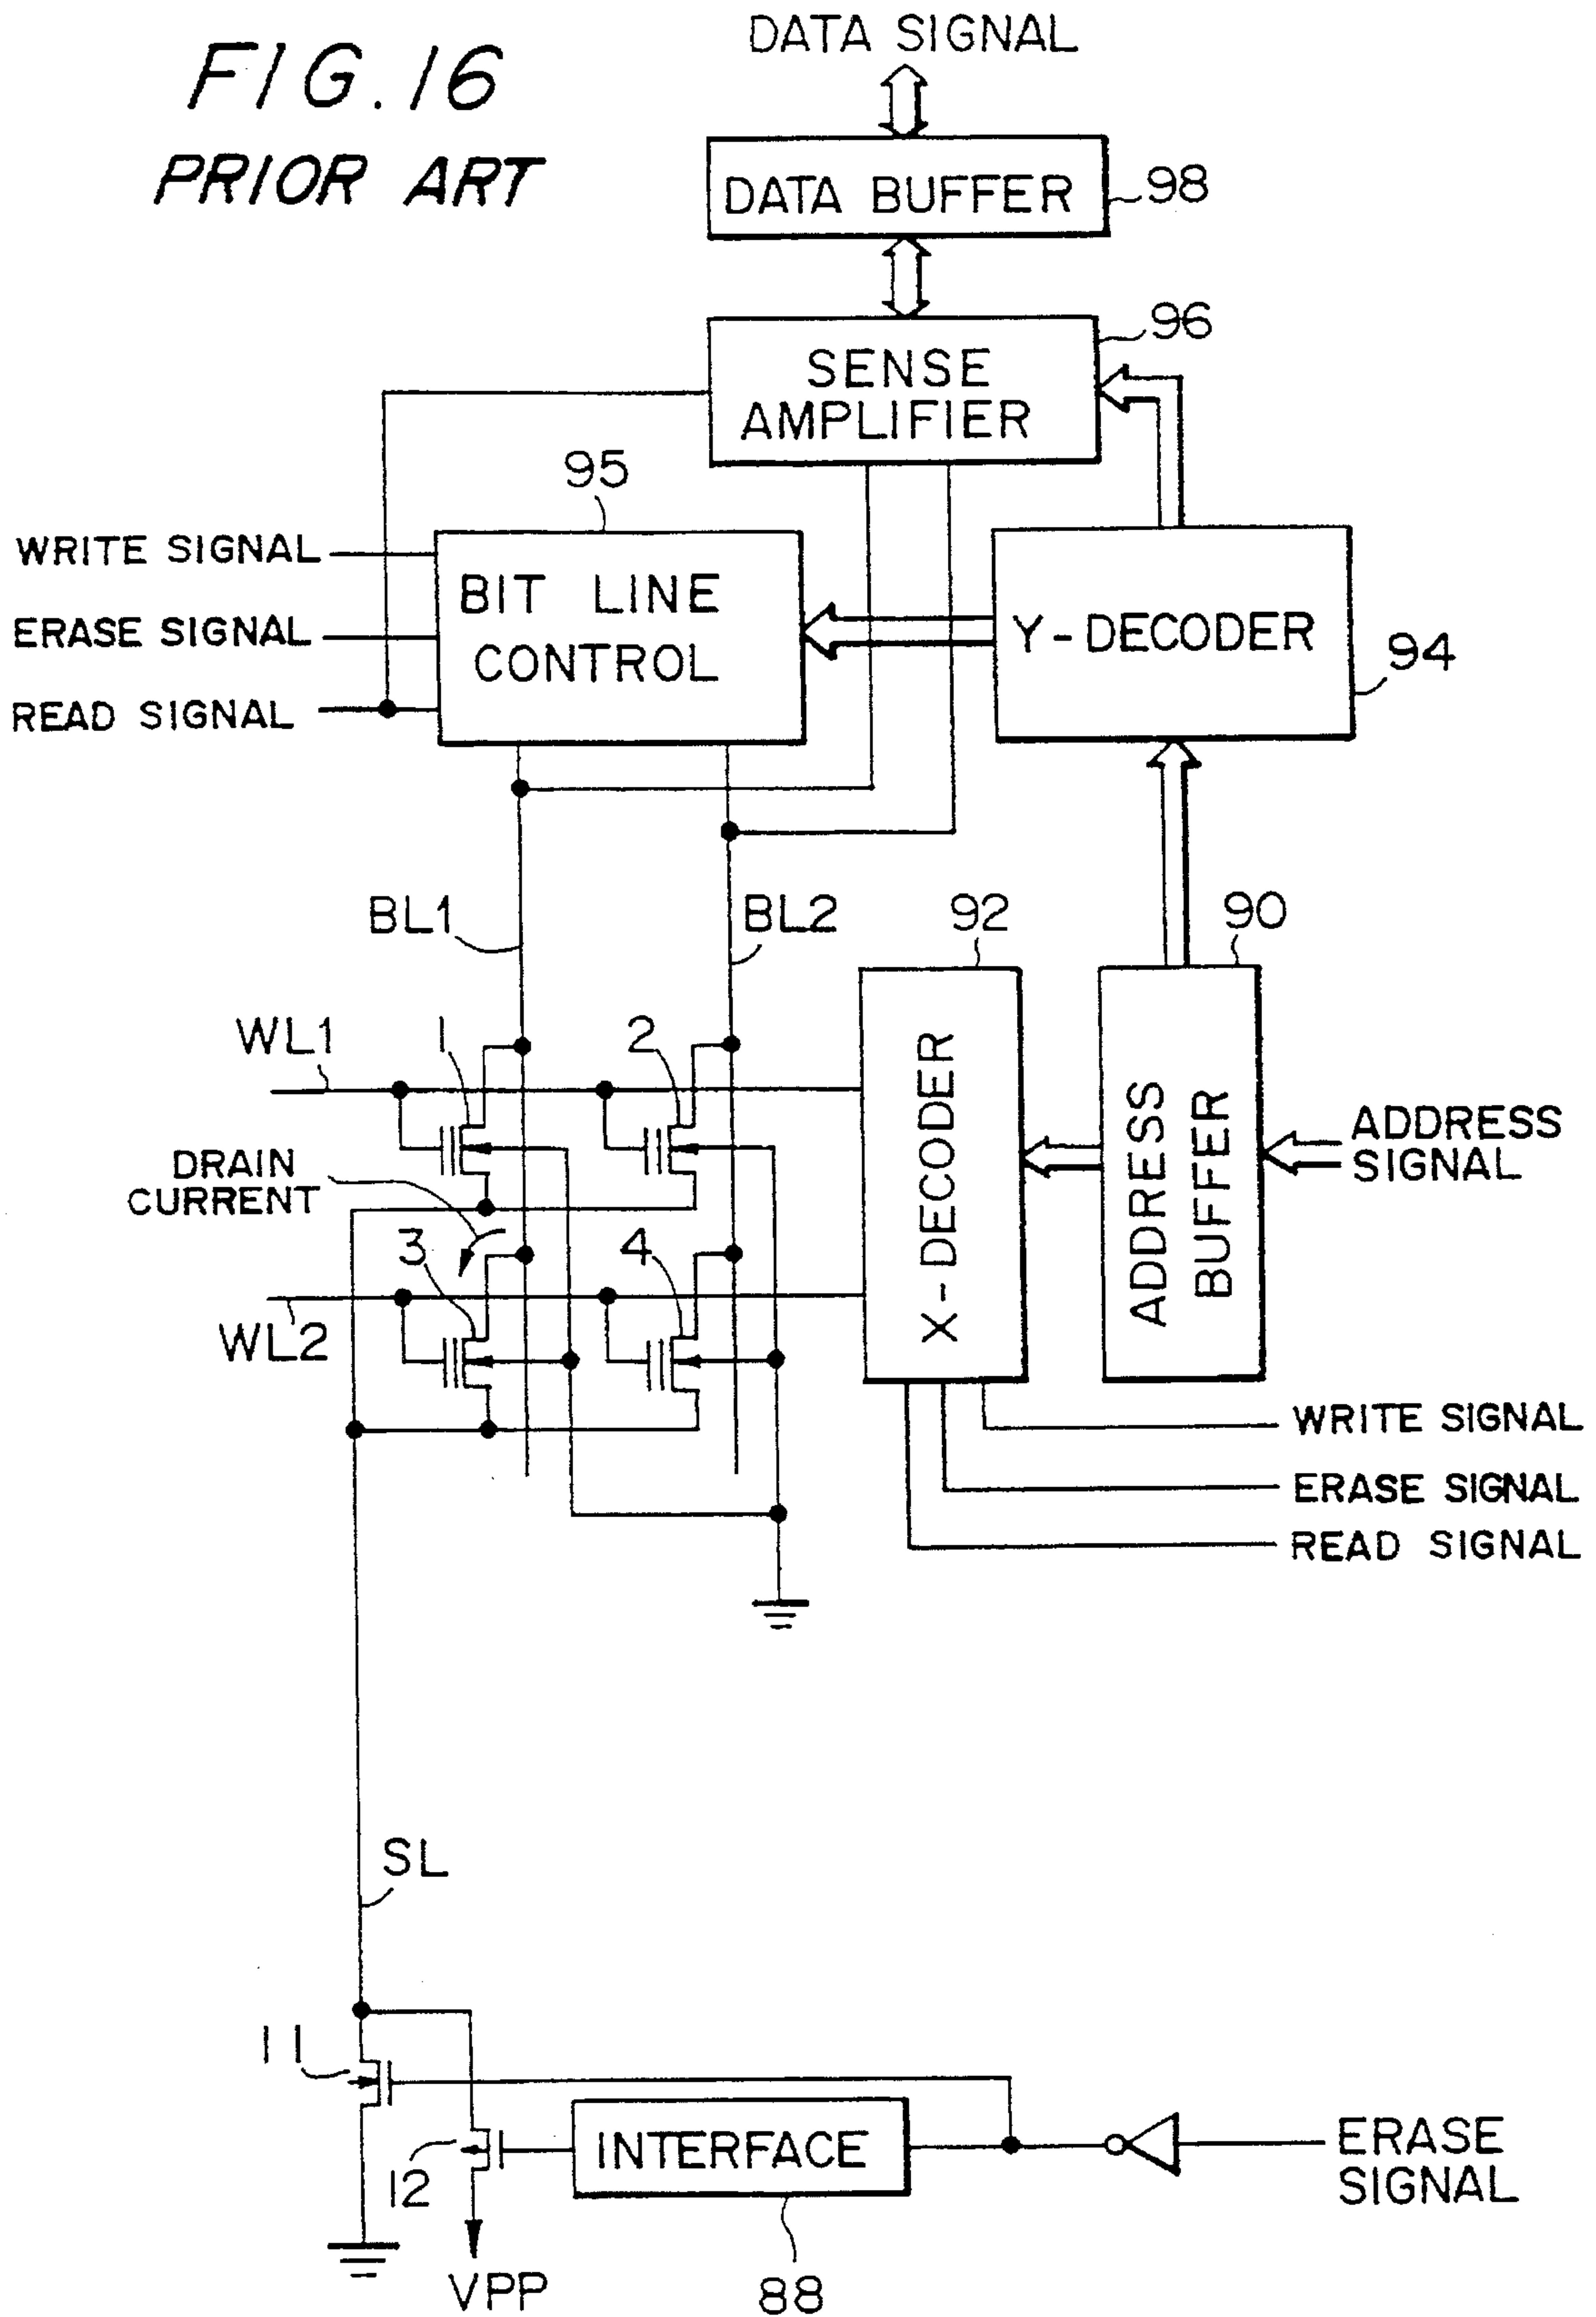 FIG. 16
PRIOR ART
DATA SIGNAL
DATA BUFFER
98
SENSE
AMPLIFIER
96
95
WRITE SIGNAL
ERASE SIGNAL
READ SIGNAL
BIT LINE
CONTROL
Y-DECODER
94
BL1
BL2
92
90
WL1
1
2
X-DECODER
ADDRESS
BUFFER
ADDRESS
SIGNAL
DRAIN
CURRENT
3
4
WL2
WRITE SIGNAL
ERASE SIGNAL
READ SIGNAL
SL
11
12
INTERFACE
ERASE
SIGNAL
VPP
88